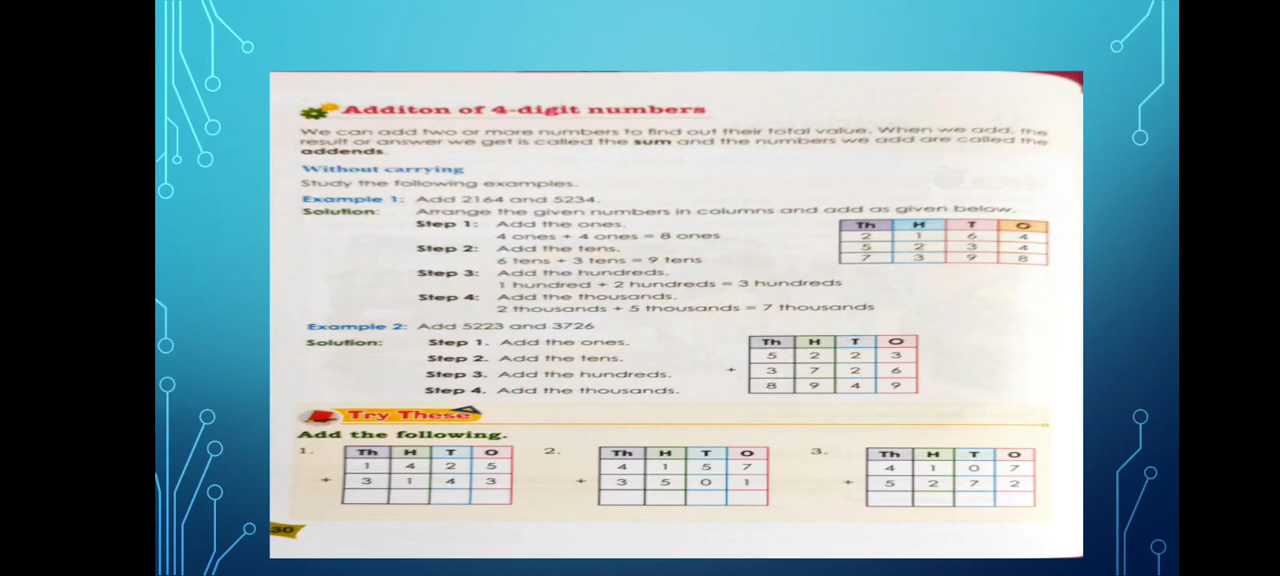 Additon of 4-digit numbers
We can add two or more numbers to find out their total value. When we add, the
result or answer we get is called the sum and the numbers we add are called the
addends.
Without carrying
Study the following examples.
Example 1: Add 2164 and 5234.
Solution: Arrange the given numbers in columns and add as given below.
Step 1: Add the ones.
4 ones + 4 ones = 8 ones
Step 2: Add the tens.
6 tens + 3 tens = 9 tens
Step 3: Add the hundreds.
1 hundred + 2 hundreds = 3 hundreds
Step 4: Add the thousands.
2 thousands + 5 thousands = 7 thousands
Th H T O
2 1 6 4
5 2 3 4
7 3 9 8
Example 2: Add 5223 and 3726
Solution: Step 1. Add the ones.
Step 2. Add the tens.
Step 3. Add the hundreds.
Step 4. Add the thousands.
Th H T O
5 2 2 3
+ 3 7 2 6
8 9 4 9
Try These
Add the following.
1. Th H T O
1 4 2 5
+ 3 1 4 3
2. Th H T O
4 1 5 7
+ 3 5 0 1
3. Th H T O
4 1 0 7
+ 5 2 7 2
30